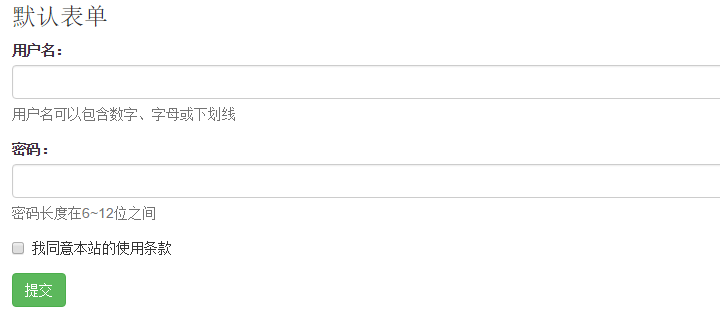 默认表单
用户名：
用户名可以包含数字、字母或下划线
密码：
密码长度在6~12位之间
我同意本站的使用条款
提交